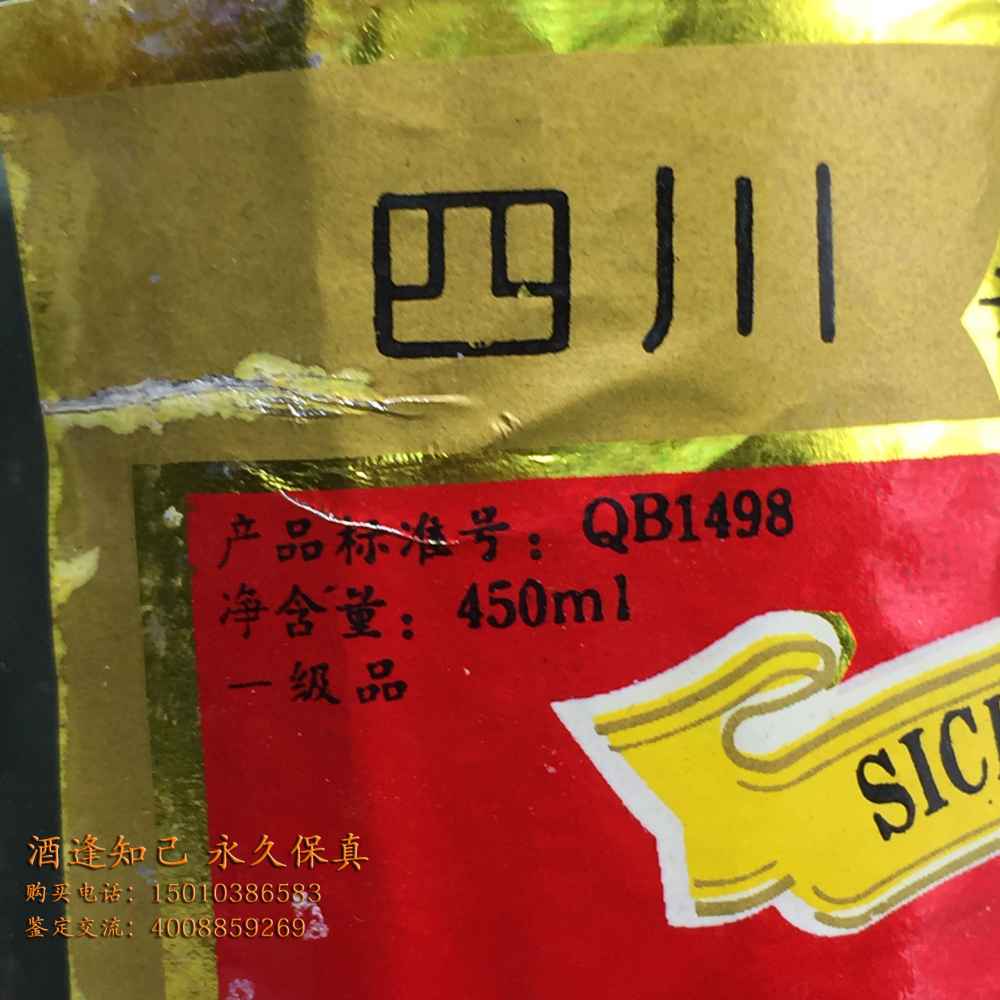 四川
产品标准号：QB1498
净含量：450ml
一级品
SIC
酒逢知己 永久保真
购买电话：15010386583
鉴定交流：4008859269